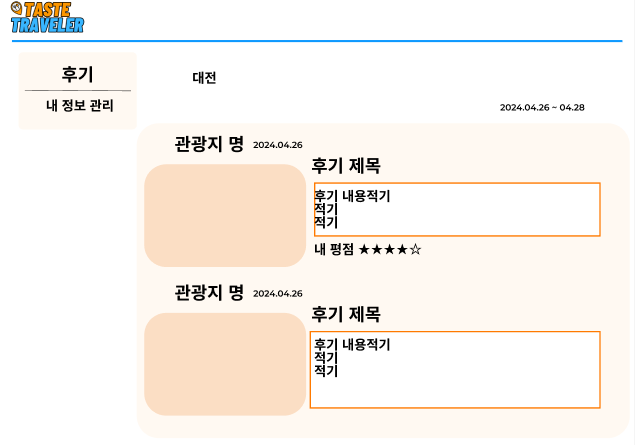 TASTE
TRAVELER
후기
내 정보 관리
대전
2024.04.26 ~ 04.28
관광지 명 2024.04.26
후기 제목
후기 내용적기
적기
적기
내 평점 ★★★★☆
관광지 명 2024.04.26
후기 제목
후기 내용적기
적기
적기